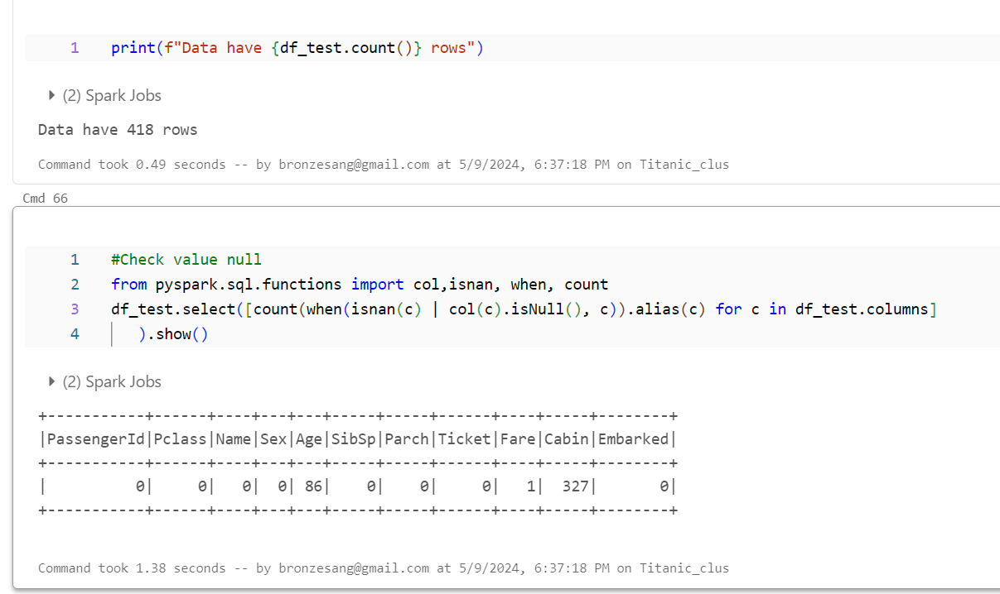 1 print(f"Data have {df_test.count()} rows")
(2) Spark Jobs
Data have 418 rows
Command took 0.49 seconds -- by bronzesang@gmail.com at 5/9/2024, 6:37:18 PM on Titanic_clus
Cmd 66
1 #Check value null
2 from pyspark.sql.functions import col,isnan, when, count
3 df_test.select([count(when(isnan(c) | col(c).isNull(), c)).alias(c) for c in df_test.columns]
4    ).show()
(2) Spark Jobs
+-----------+------+----+---+---+-----+-----+------+----+-----+--------+
|PassengerId|Pclass|Name|Sex|Age|SibSp|Parch|Ticket|Fare|Cabin|Embarked|
+-----------+------+----+---+---+-----+-----+------+----+-----+--------+
|          0|     0|   0|  0| 86|    0|    0|     0|   1|  327|       0|
+-----------+------+----+---+---+-----+-----+------+----+-----+--------+
Command took 1.38 seconds -- by bronzesang@gmail.com at 5/9/2024, 6:37:18 PM on Titanic_clus